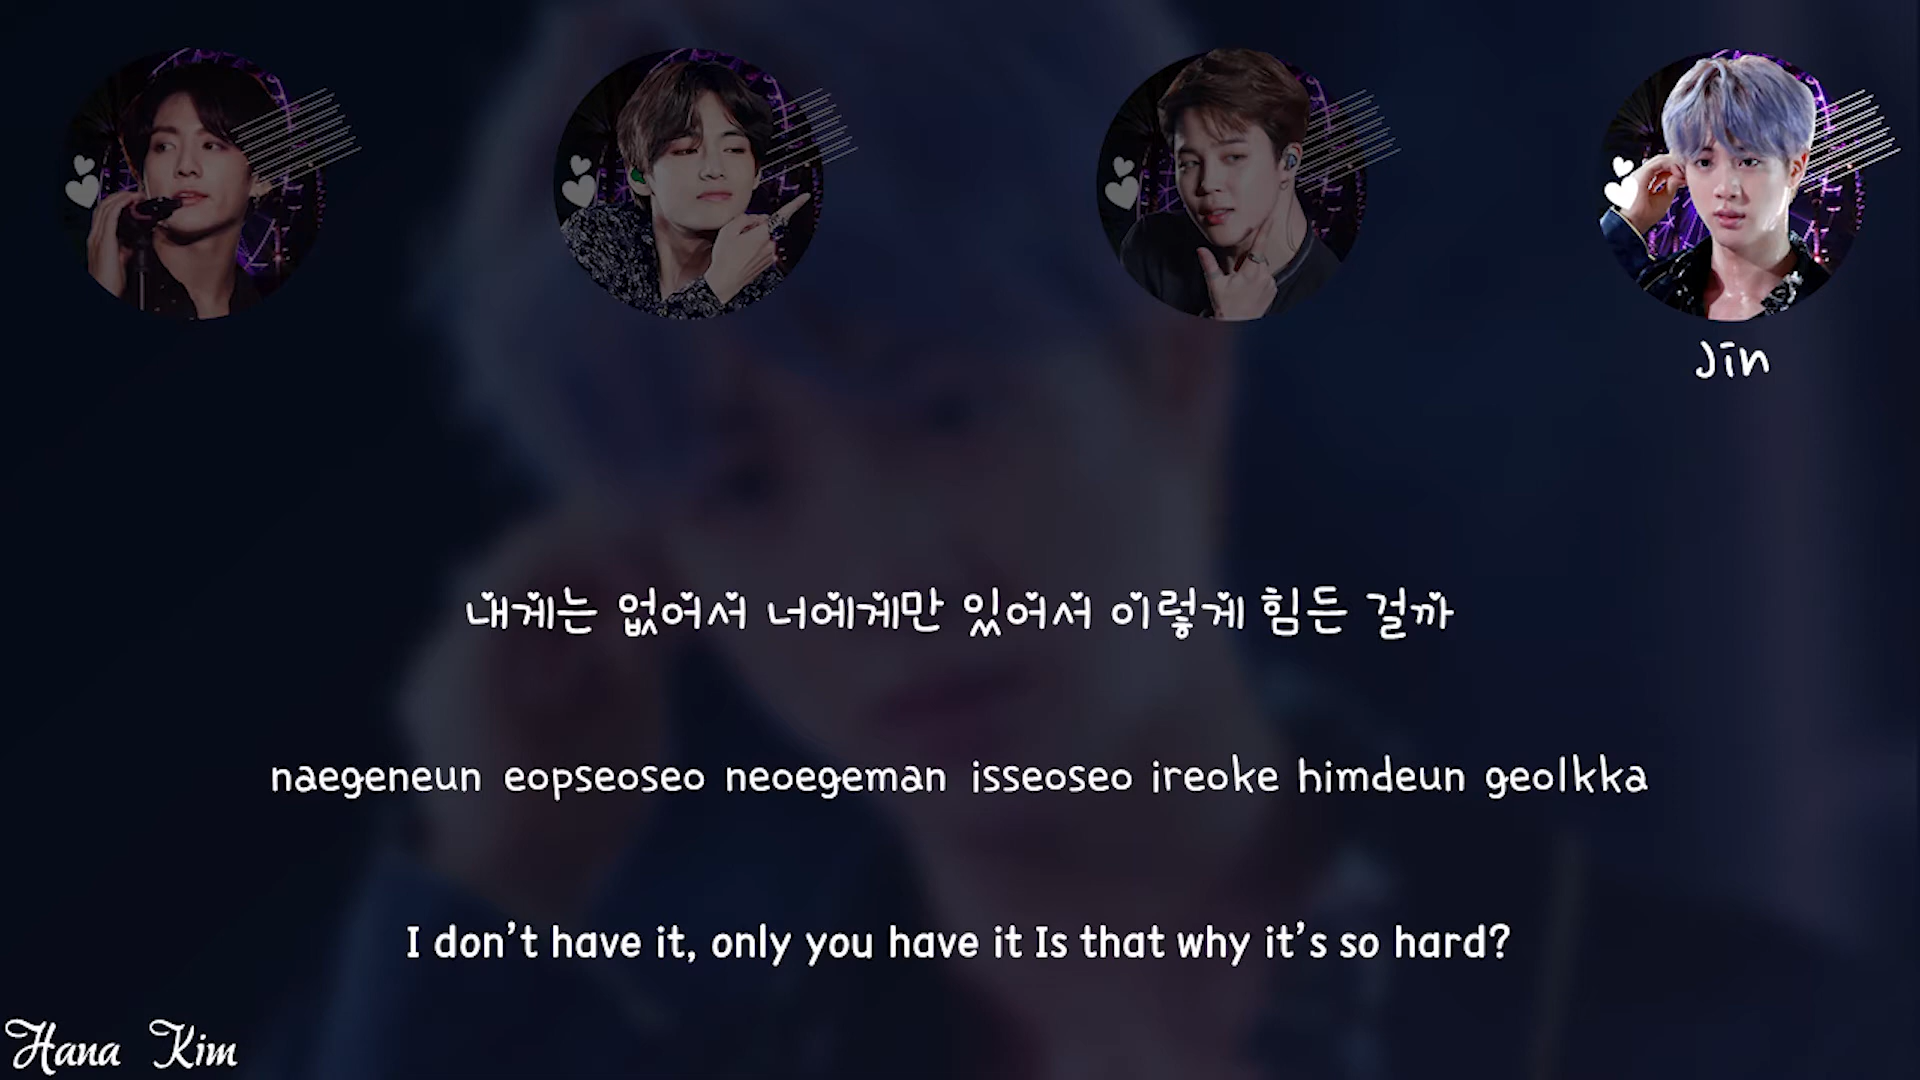 Jin
내게는 없어서 너에게만 있어서 이렇게 힘든 걸까
naegeneun eopseoseo neoegeman isseoseo ireoke himdeun geolkka
I don't have it, only you have it Is that why it's so hard?
Hana Kim